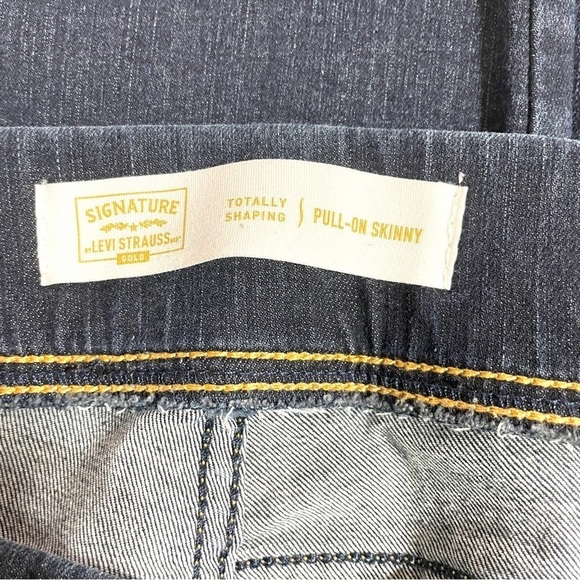 SIGNATURE
BY LEVI STRAUSS & CO.
GOLD
TOTALLY
SHAPING
PULL-ON SKINNY